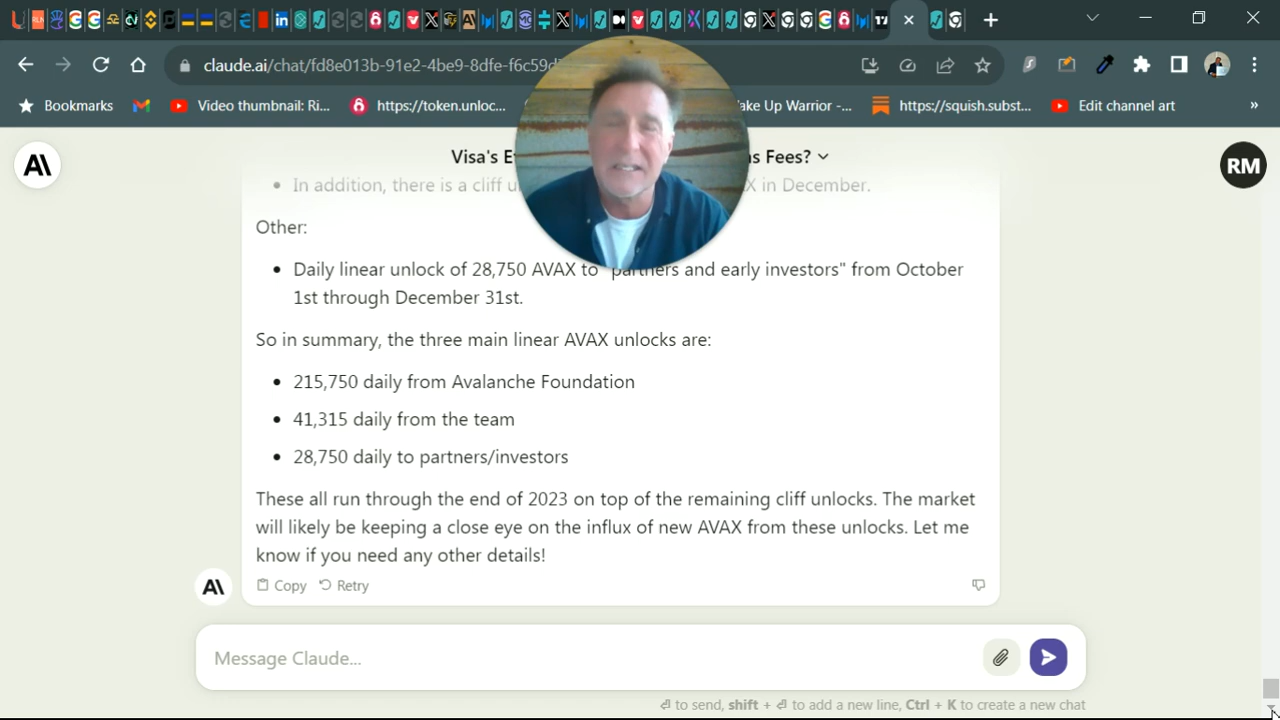 claude.ai/chat/fd8e013b-91e2-4be9-8dfe-f6c59d
Bookmarks Video thumbnail: Ri... https://token.unloc... ake Up Warrior -... https://squish.subst... Edit channel art »
A\ Visa's E s Fees? RM
In addition, there is a cliff u X in December.
Other:
• Daily linear unlock of 28,750 AVAX to "partners and early investors" from October
1st through December 31st.
So in summary, the three main linear AVAX unlocks are:
• 215,750 daily from Avalanche Foundation
• 41,315 daily from the team
• 28,750 daily to partners/investors
These all run through the end of 2023 on top of the remaining cliff unlocks. The market
will likely be keeping a close eye on the influx of new AVAX from these unlocks. Let me
know if you need any other details!
A\ Copy Retry
Message Claude...
⏎ to send, shift + ⏎ to add a new line, Ctrl + K to create a new chat